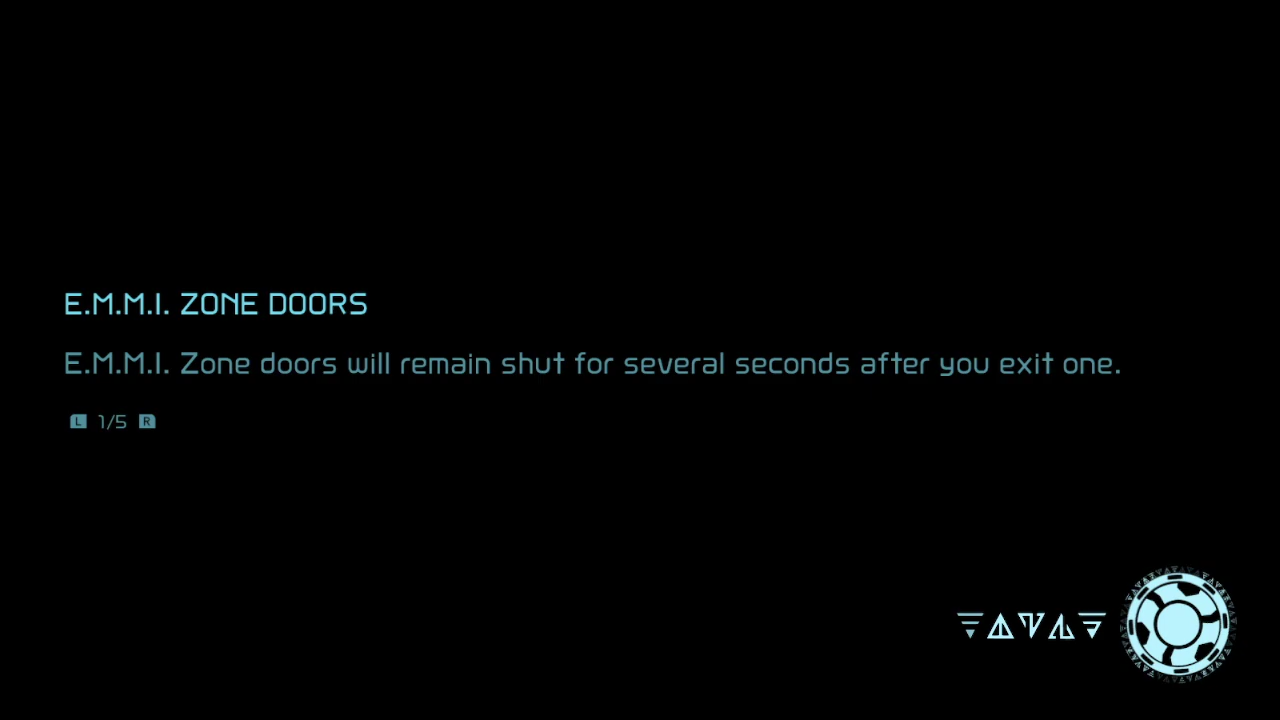 E.M.M.I. ZONE DOORS
E.M.M.I. Zone doors will remain shut for several seconds after you exit one.
L 1/5 R